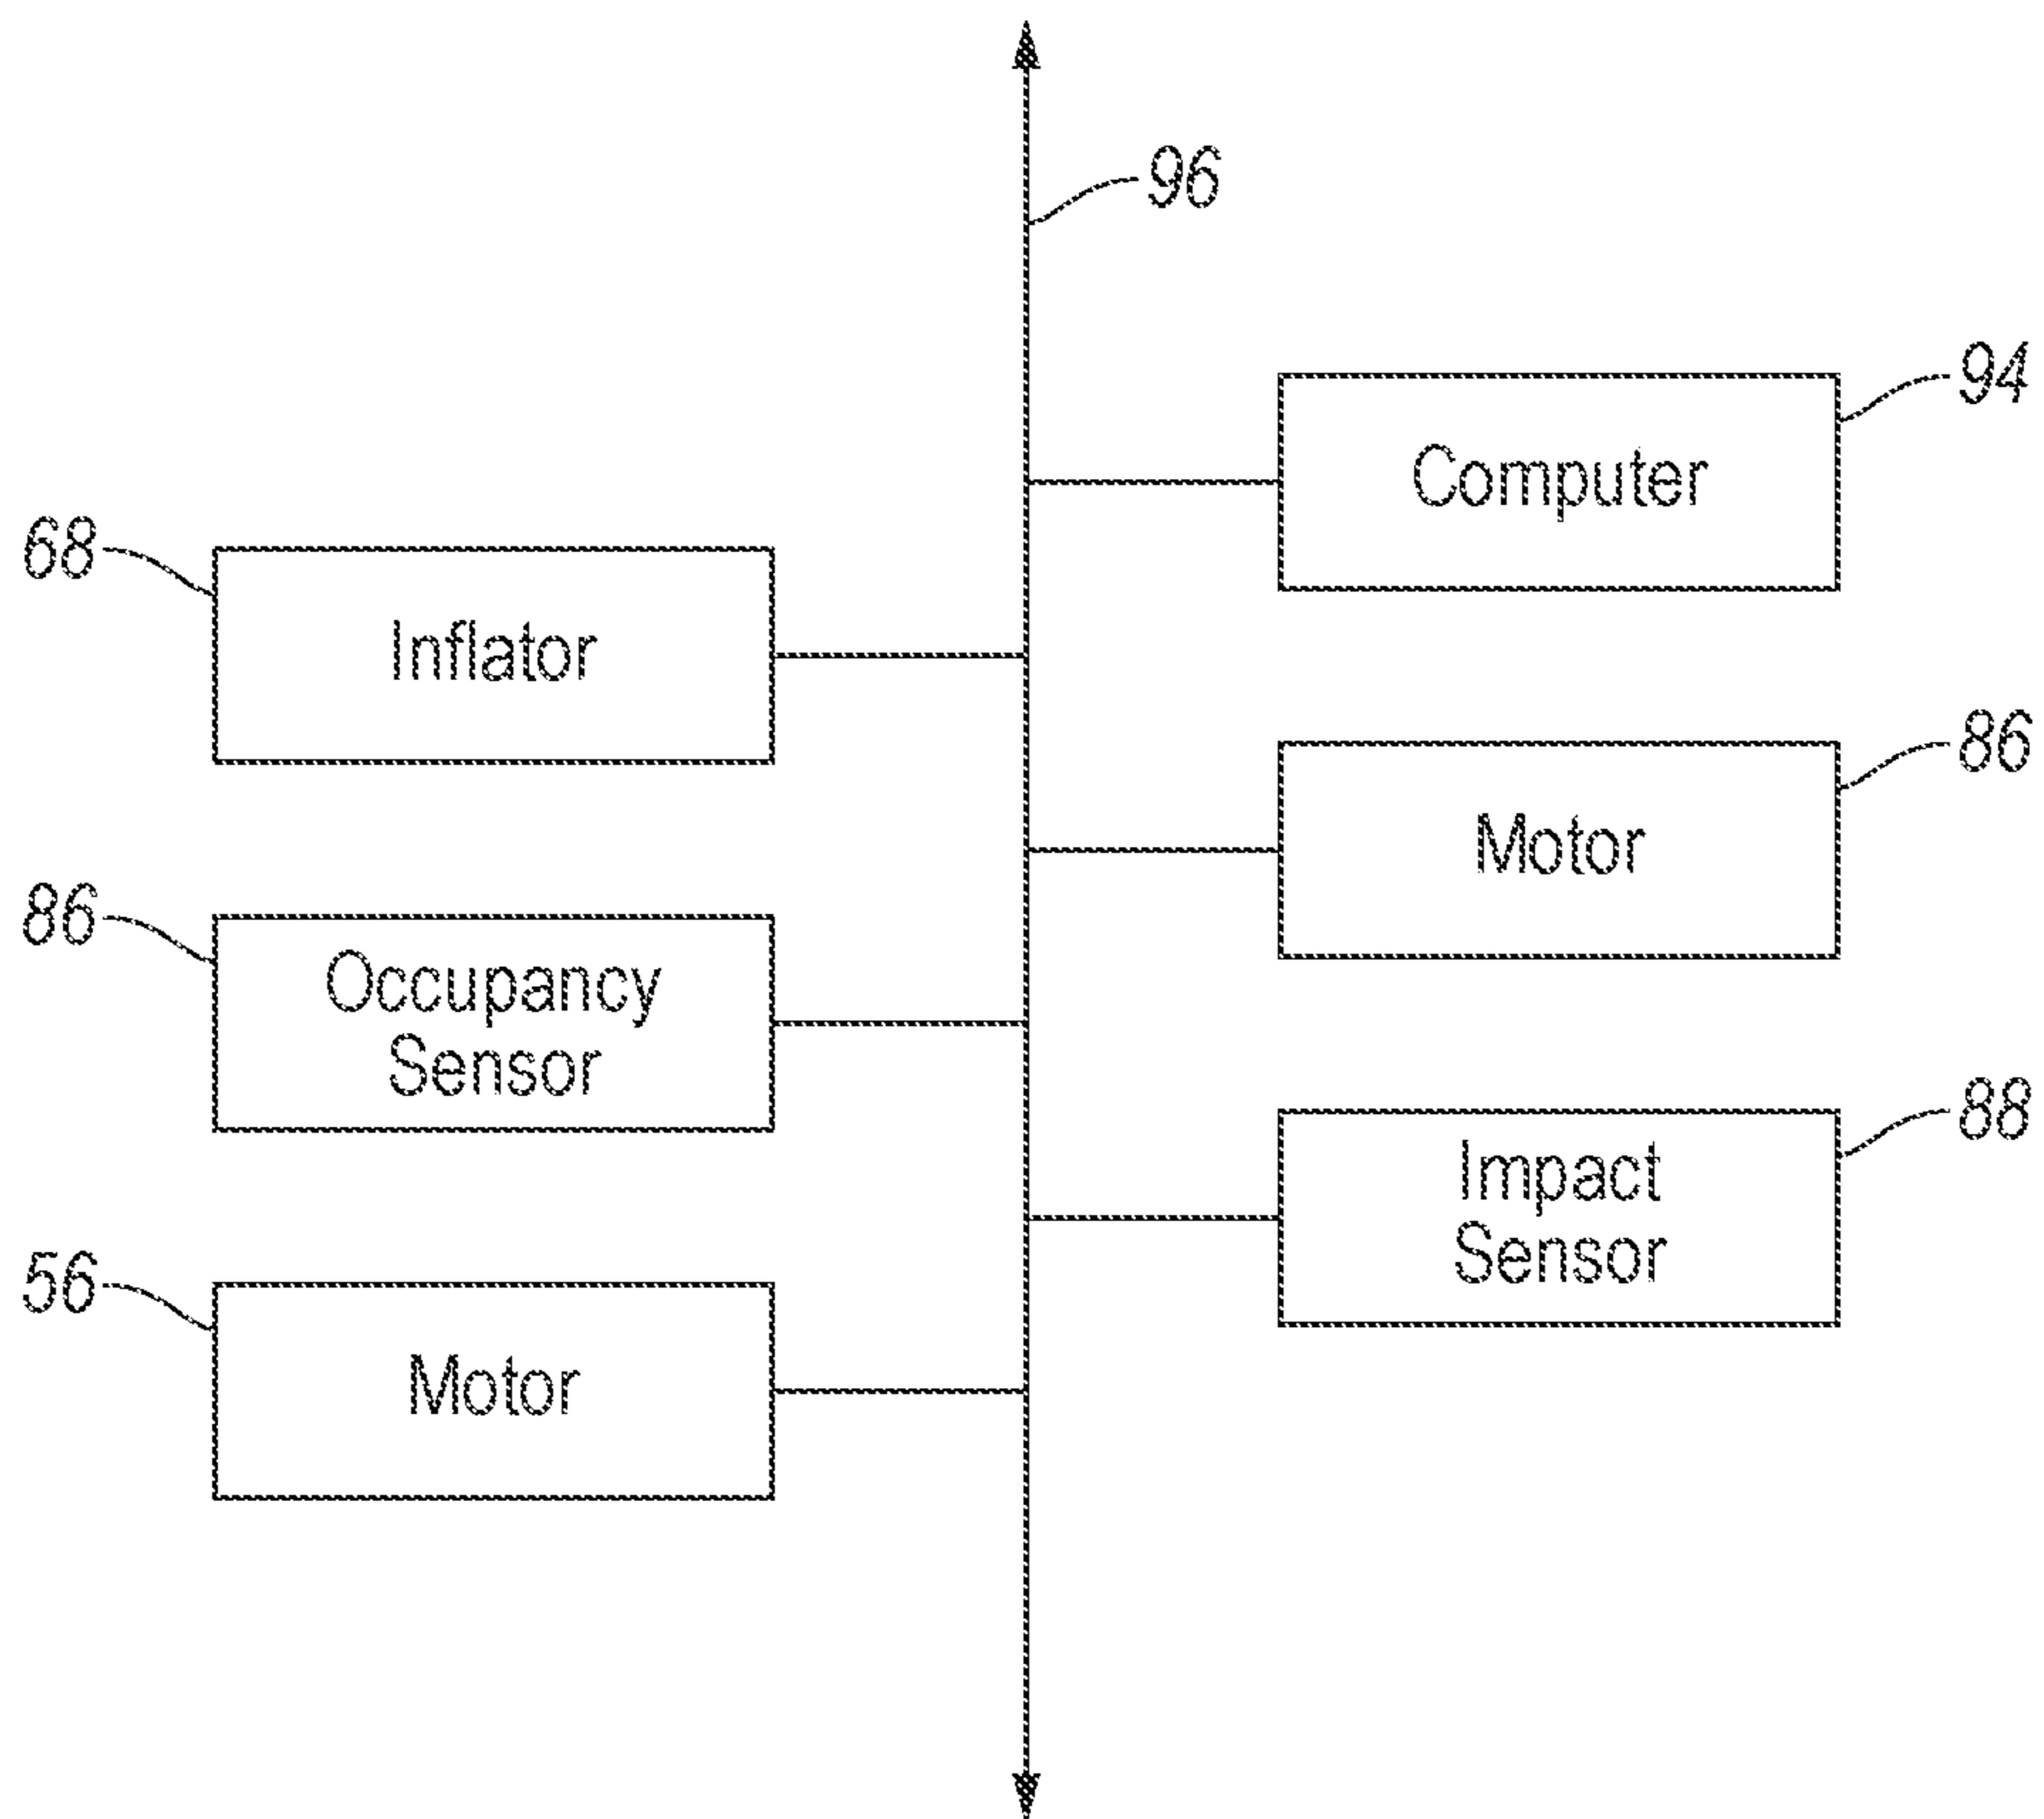 96
94
Computer
68
Inflator
86
Motor
86
Occupancy
Sensor
88
Impact
Sensor
56
Motor